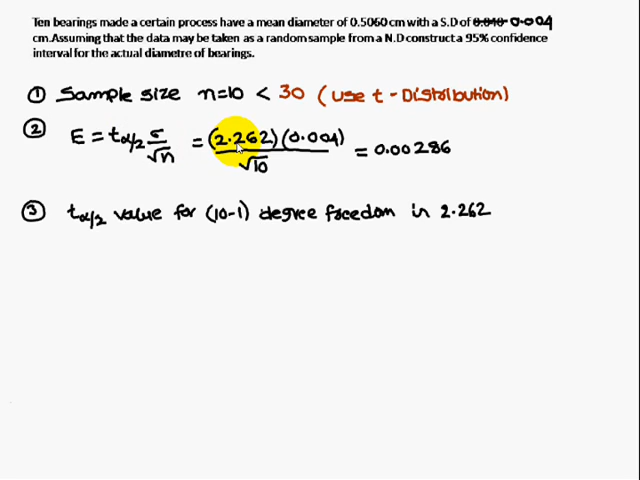 Ten bearings made a certain process have a mean diameter of 0.5060 cm with a S.D of 0.040 0.004
cm.Assuming that the data may be taken as a random sample from a N.D construct a 95% confidence
interval for the actual diametre of bearings.
① Sample size n=10 < 30 (Use t - Distribution)
② E = tα/2 σ/√n = (2.262)(0.004)/√10 = 0.00286
③ tα/2 value for (10-1) degree freedom is 2.262